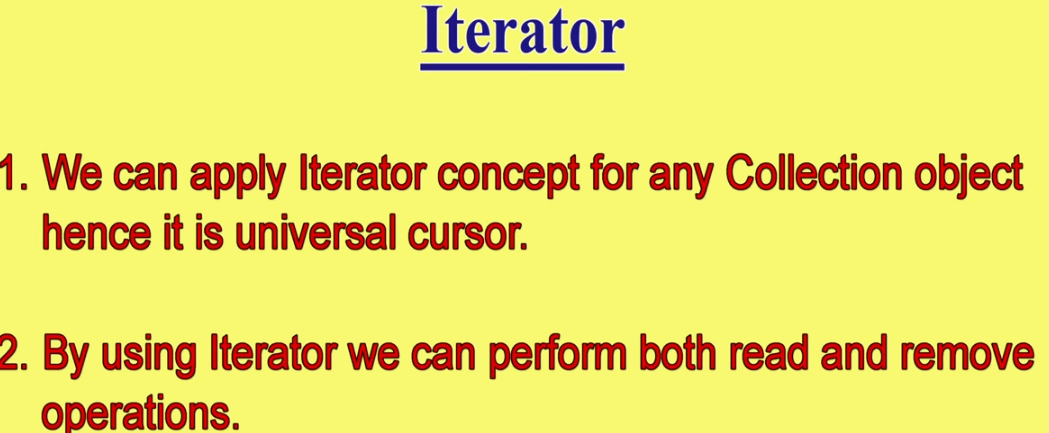 Iterator
1. We can apply Iterator concept for any Collection object
hence it is universal cursor.
2. By using Iterator we can perform both read and remove
operations.